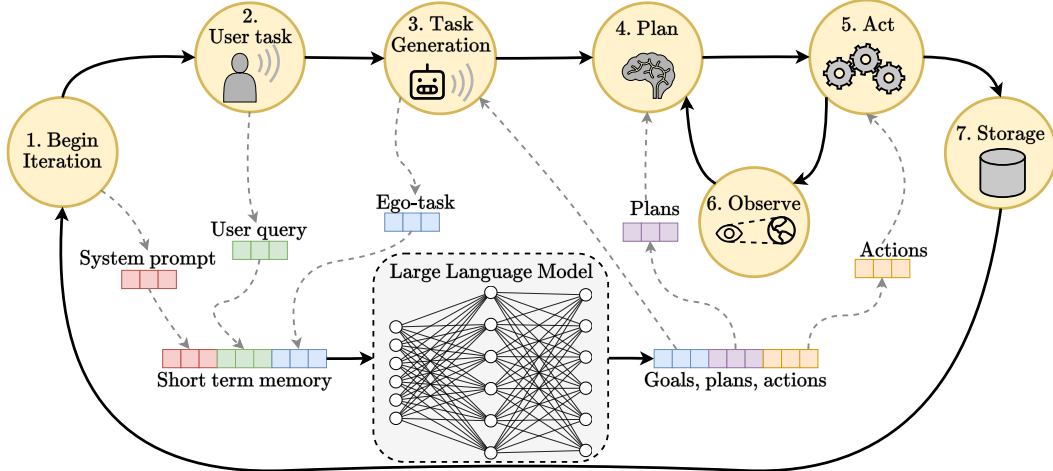 1. Begin
Iteration
2.
User task
3. Task
Generation
4. Plan
5. Act
6. Observe
7. Storage
System prompt
User query
Ego-task
Plans
Actions
Large Language Model
Short term memory
Goals, plans, actions